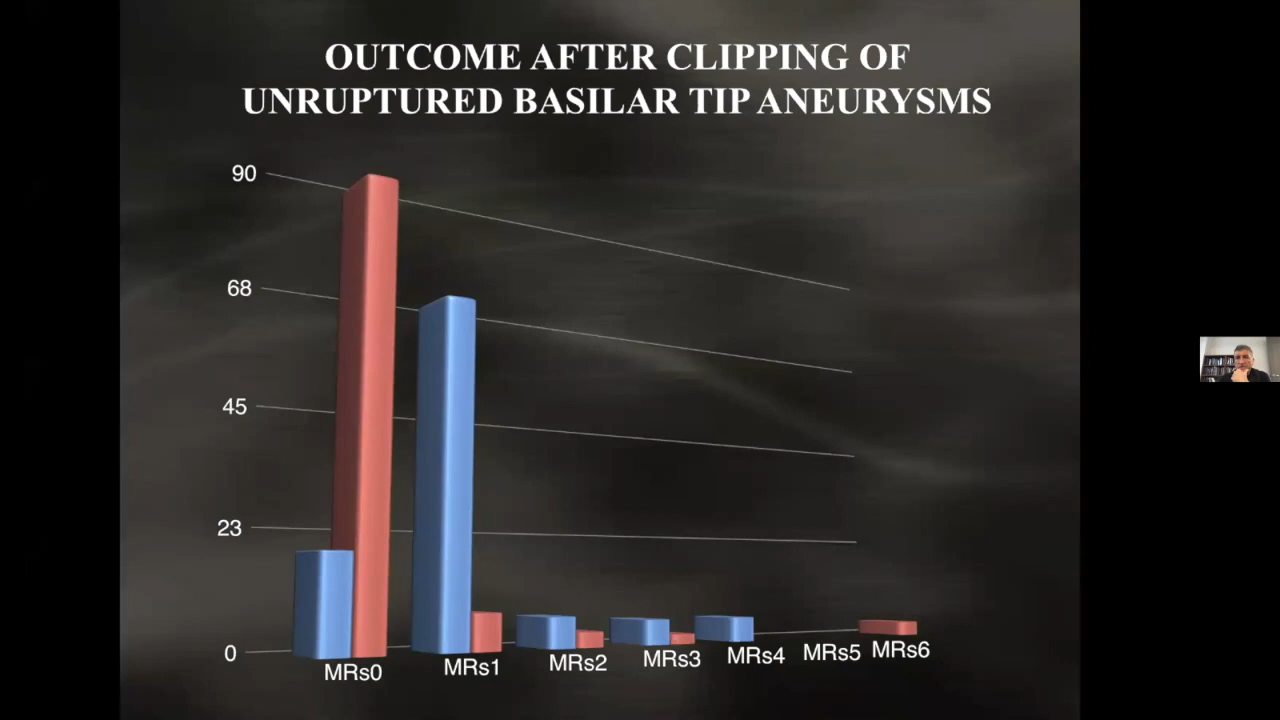 OUTCOME AFTER CLIPPING OF
UNRUPTURED BASILAR TIP ANEURYSMS
90
68
45
23
0
MRs0
MRs1
MRs2
MRs3
MRs4
MRs5
MRs6